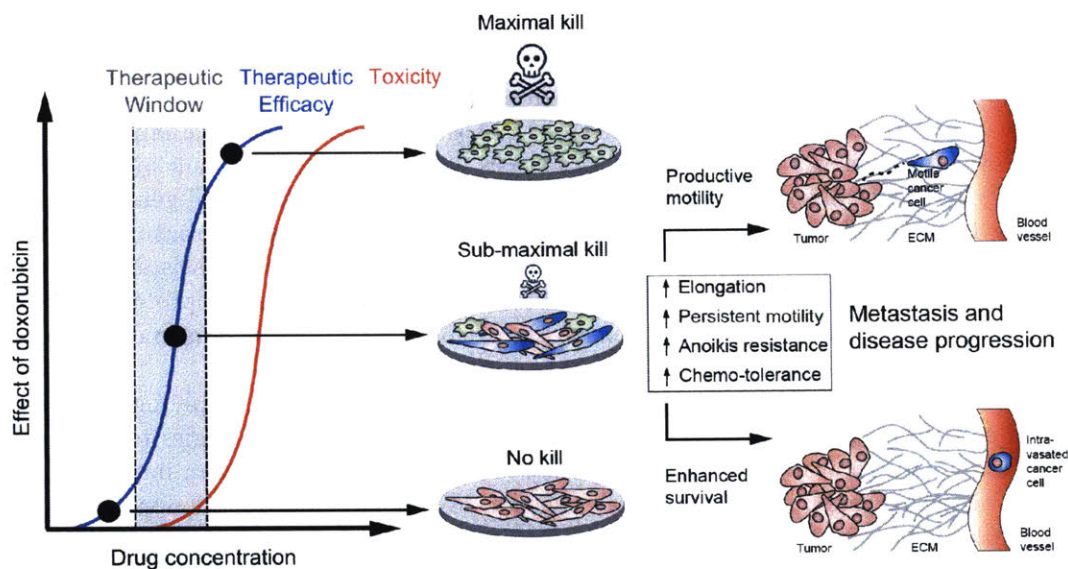 Maximal kill
Therapeutic
Window
Therapeutic
Efficacy
Toxicity
Effect of doxorubicin
Drug concentration
Sub-maximal kill
No kill
Productive
motility
↑ Elongation
↑ Persistent motility
↑ Anoikis resistance
↑ Chemo-tolerance
Enhanced
survival
Motile
cancer
cell
Tumor
ECM
Blood
vessel
Metastasis and
disease progression
Intra-
vasated
cancer
cell
Tumor
ECM
Blood
vessel